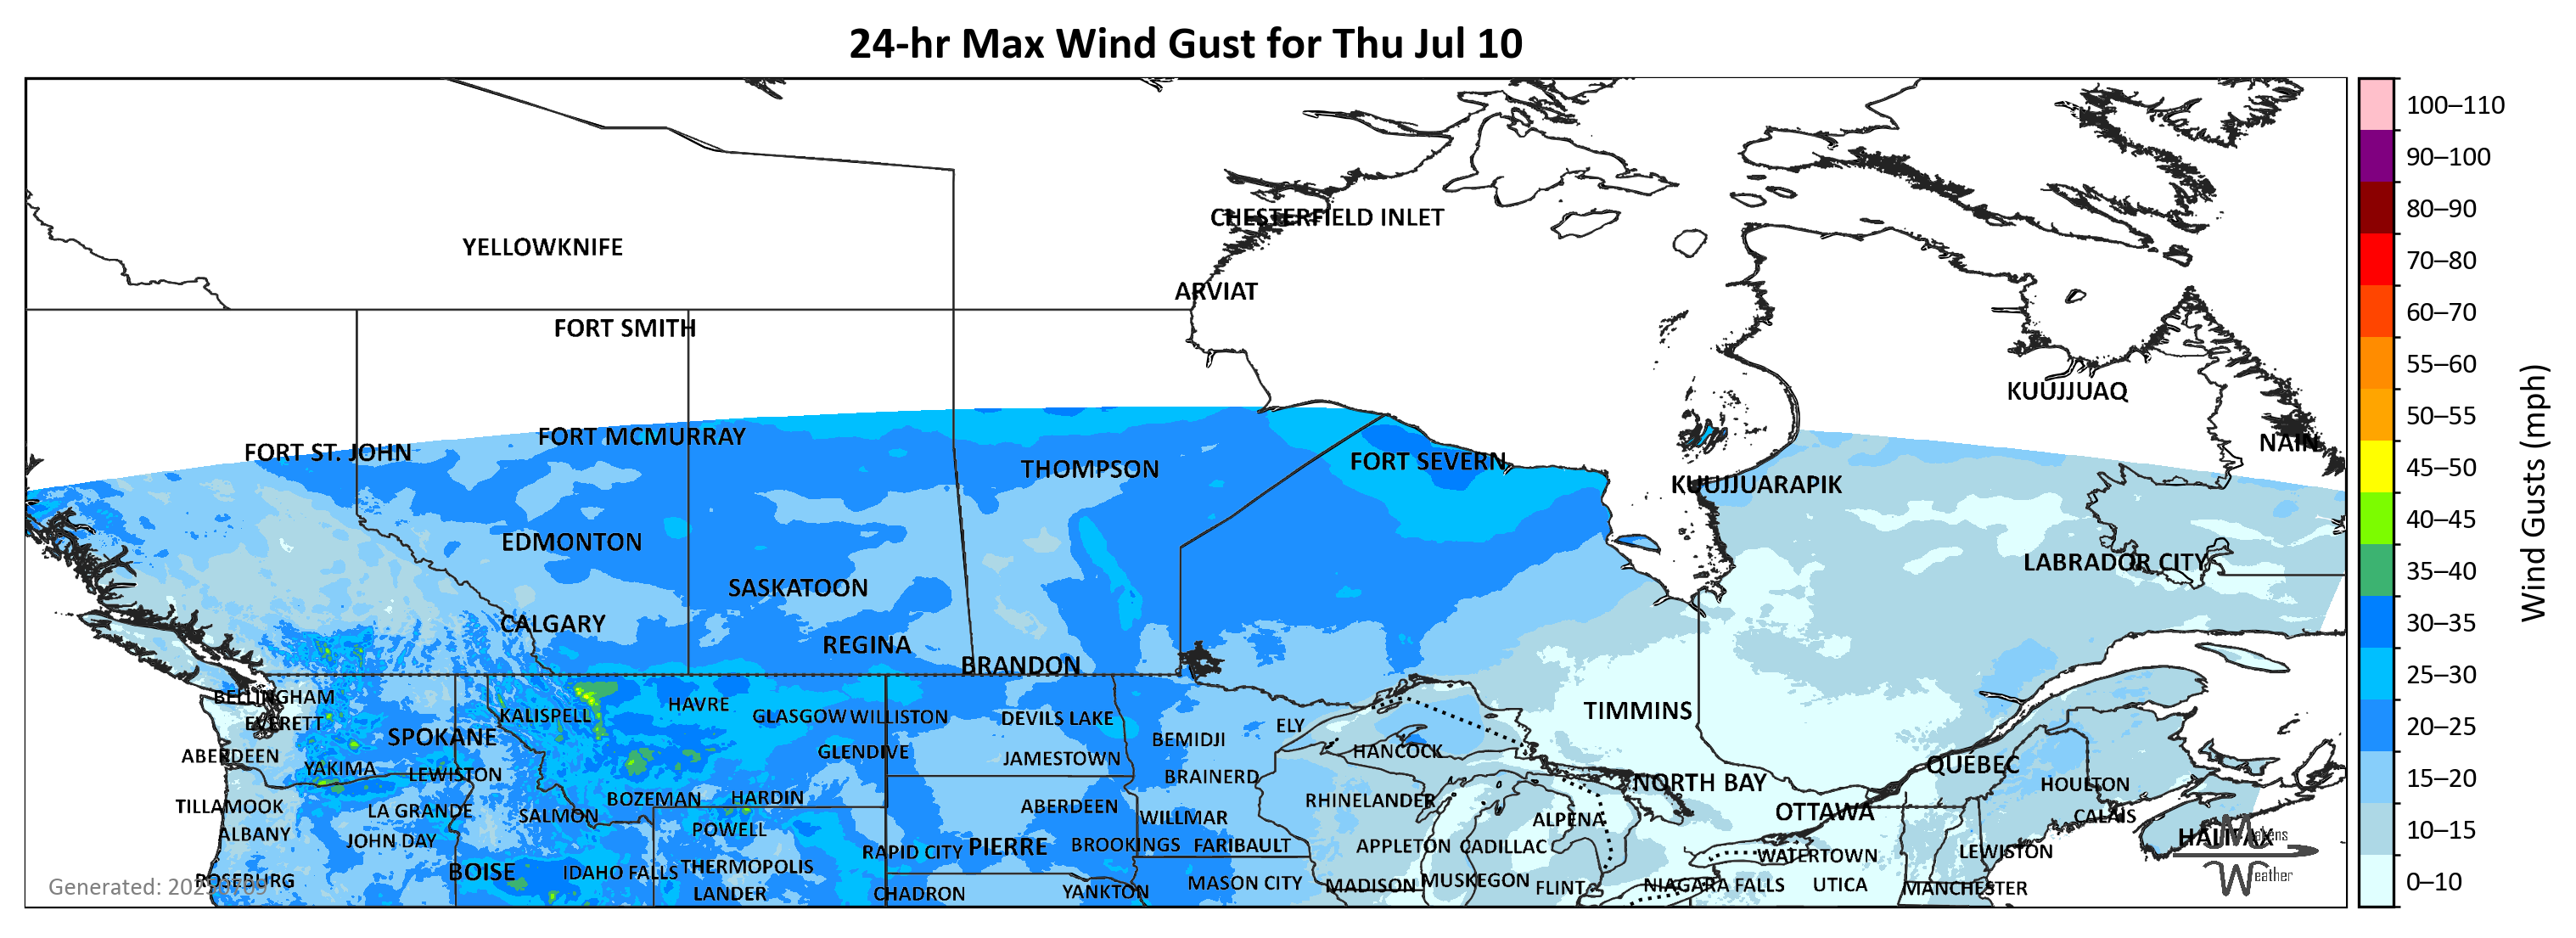 24-hr Max Wind Gust for Thu Jul 10
100–110
90–100
80–90
70–80
60–70
55–60
50–55
45–50
40–45
35–40
30–35
25–30
20–25
15–20
10–15
0–10
Wind Gusts (mph)
CHESTERFIELD INLET
YELLOWKNIFE
ARVIAT
FORT SMITH
KUUJJUAQ
FORT MCMURRAY
NAIN
FORT ST. JOHN
FORT SEVERN
THOMPSON
KUUJJUARAPIK
EDMONTON
LABRADOR CITY
SASKATOON
CALGARY
REGINA
BRANDON
BELLINGHAM
HAVRE
TIMMINS
KALISPELL
GLASGOW
WILLISTON
DEVILS LAKE
EVERETT
ELY
SPOKANE
BEMIDJI
HANCOCK
GLENDIVE
ABERDEEN
JAMESTOWN
QUEBEC
YAKIMA
LEWISTON
BRAINERD
NORTH BAY
HOULTON
BOZEMAN
HARDIN
RHINELANDER
TILLAMOOK
ABERDEEN
LA GRANDE
OTTAWA
SALMON
WILLMAR
CALAIS
ALPENA
POWELL
ALBANY
HALIFAX
Makens
JOHN DAY
BROOKINGS
FARIBAULT
APPLETON
CADILLAC
PIERRE
RAPID CITY
LEWISTON
WATERTOWN
THERMOPOLIS
BOISE
IDAHO FALLS
Weather
ROSEBURG
MUSKEGON
MASON CITY
MADISON
NIAGARA FALLS
UTICA
Generated:
FLINT
MANCHESTER
YANKTON
LANDER
CHADRON